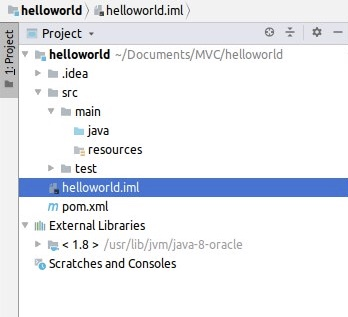 helloworld helloworld.iml
1: Project
Project
helloworld ~/Documents/MVC/helloworld
.idea
src
main
java
resources
test
helloworld.iml
pom.xml
External Libraries
< 1.8 > /usr/lib/jvm/java-8-oracle
Scratches and Consoles